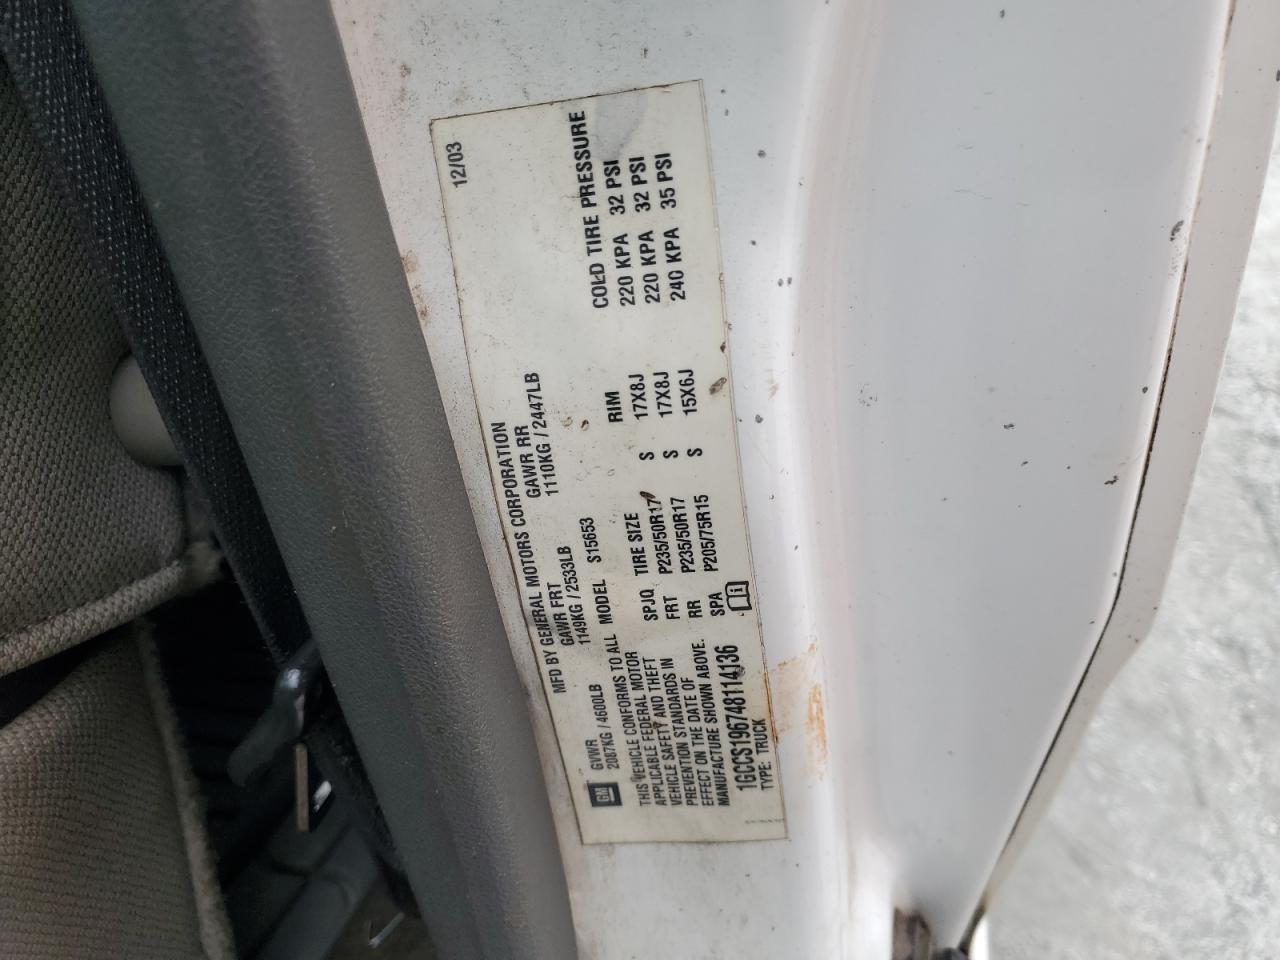 MFD BY GENERAL MOTORS CORPORATION 12/03
GM
GVWR GAWR FRT GAWR RR
2087KG / 4600LB 1149KG / 2533LB 1110KG / 2447LB
THIS VEHICLE CONFORMS TO ALL MODEL S15653
APPLICABLE FEDERAL MOTOR
VEHICLE SAFETY AND THEFT
PREVENTION STANDARDS IN
EFFECT ON THE DATE OF
MANUFACTURE SHOWN ABOVE.
SPJQ TIRE SIZE RIM COLD TIRE PRESSURE
FRT P235/50R17 S 17X8J 220 KPA 32 PSI
RR P235/50R17 S 17X8J 220 KPA 32 PSI
SPA P205/75R15 S 15X6J 240 KPA 35 PSI
1GCCS196748114136
TYPE: TRUCK